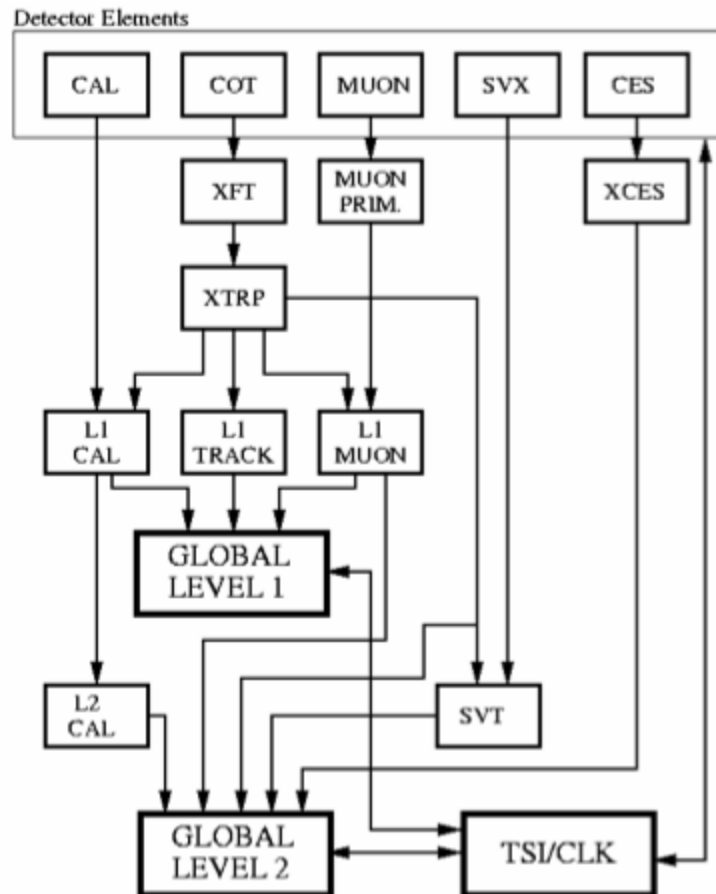 Detector Elements
CAL
COT
MUON
SVX
CES
XFT
MUON
PRIM.
XCES
XTRP
L1
CAL
L1
TRACK
L1
MUON
GLOBAL
LEVEL 1
L2
CAL
SVT
GLOBAL
LEVEL 2
TSI/CLK